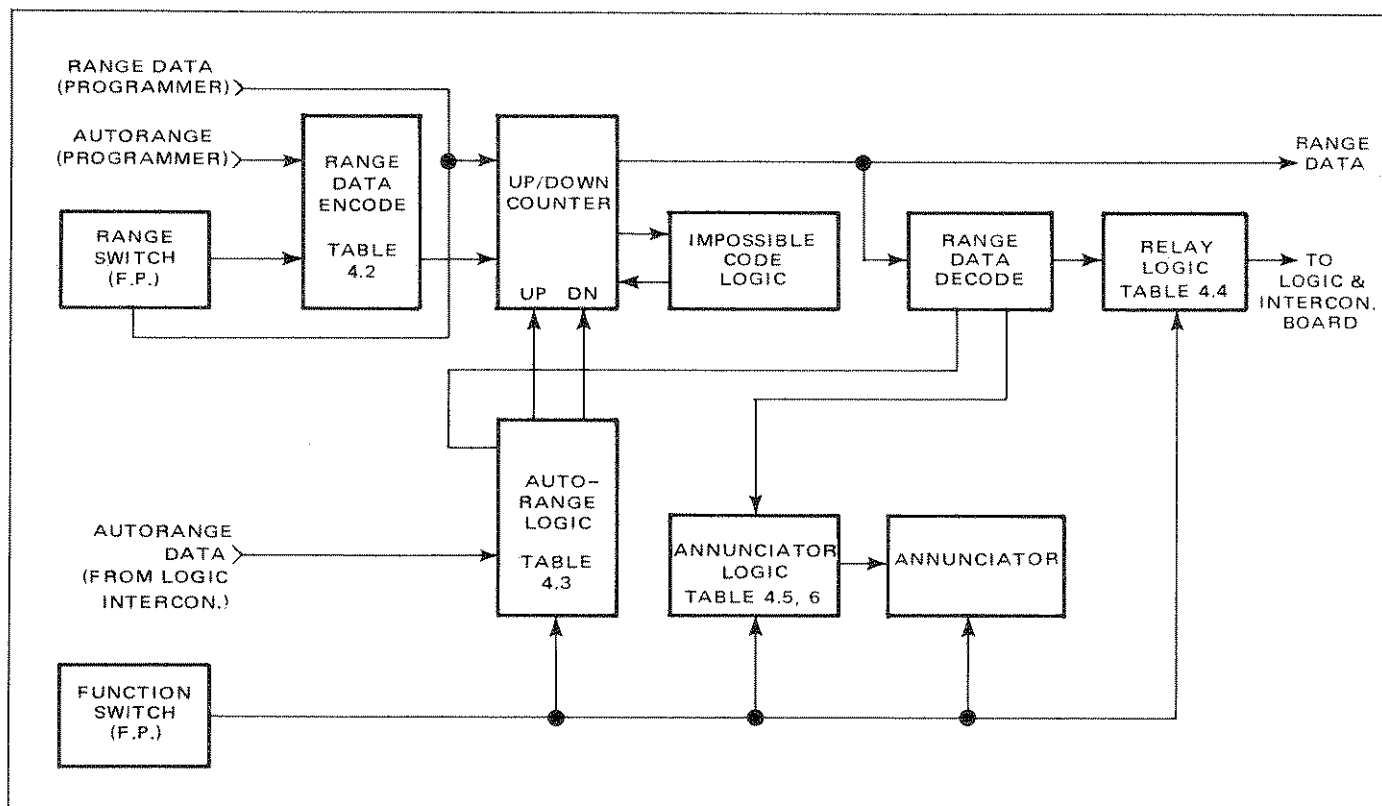 RANGE DATA
(PROGRAMMER)
AUTORANGE
(PROGRAMMER)
RANGE
SWITCH
(F.P.)
RANGE
DATA
ENCODE
TABLE
4.2
UP/DOWN
COUNTER
UP DN
IMPOSSIBLE
CODE
LOGIC
RANGE
DATA
DECODE
RELAY
LOGIC
TABLE 4.4
RANGE
DATA
TO
LOGIC &
INTERCON.
BOARD
AUTO–
RANGE
LOGIC
TABLE
4.3
AUTORANGE
DATA
(FROM LOGIC
INTERCON.)
ANNUNCIATOR
LOGIC
TABLE 4.5, 6
ANNUNCIATOR
FUNCTION
SWITCH
(F.P.)